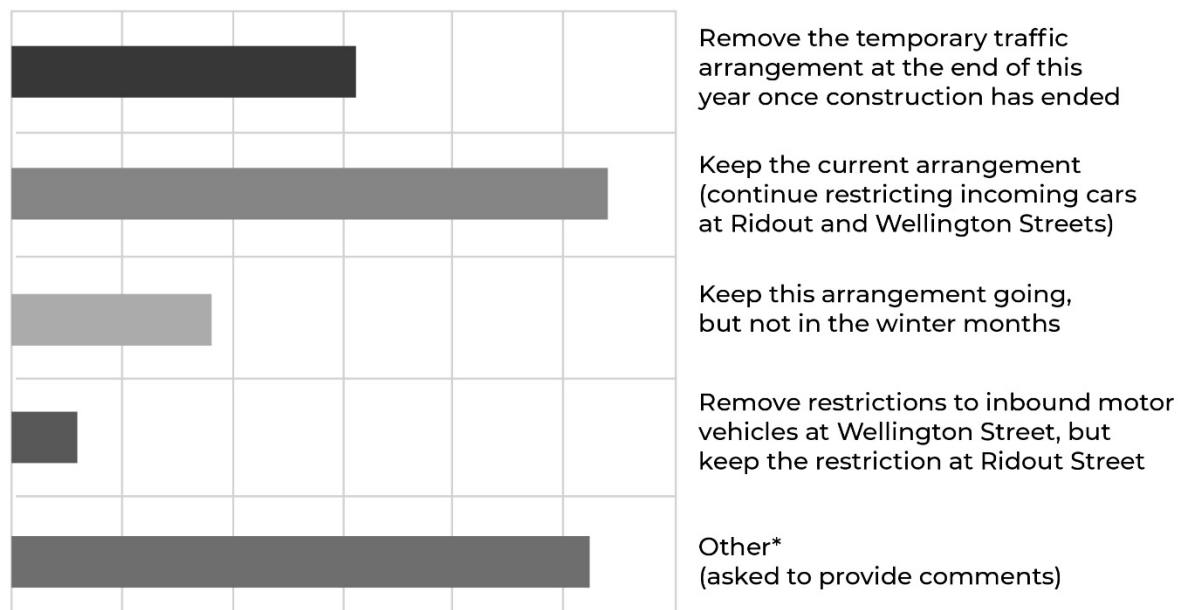 Remove the temporary traffic
arrangement at the end of this
year once construction has ended
Keep the current arrangement
(continue restricting incoming cars
at Ridout and Wellington Streets)
Keep this arrangement going,
but not in the winter months
Remove restrictions to inbound motor
vehicles at Wellington Street, but
keep the restriction at Ridout Street
Other*
(asked to provide comments)